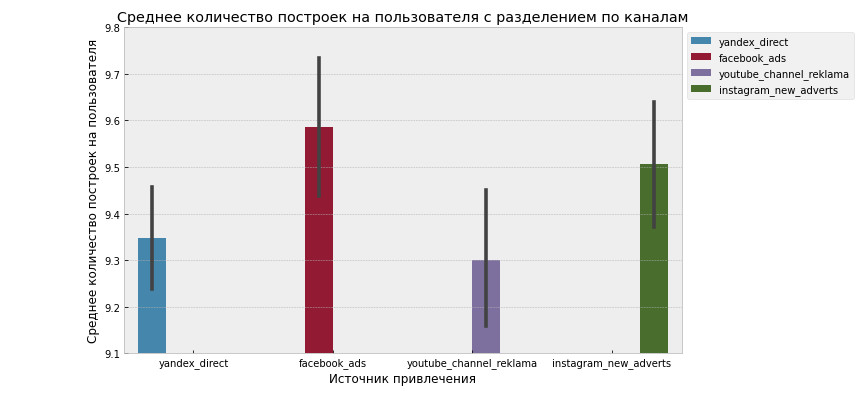 Среднее количество построек на пользователя с разделением по каналам
Среднее количество построек на пользователя
9.8
9.7
9.6
9.5
9.4
9.3
9.2
9.1
yandex_direct
facebook_ads
youtube_channel_reklama
instagram_new_adverts
Источник привлечения
yandex_direct
facebook_ads
youtube_channel_reklama
instagram_new_adverts